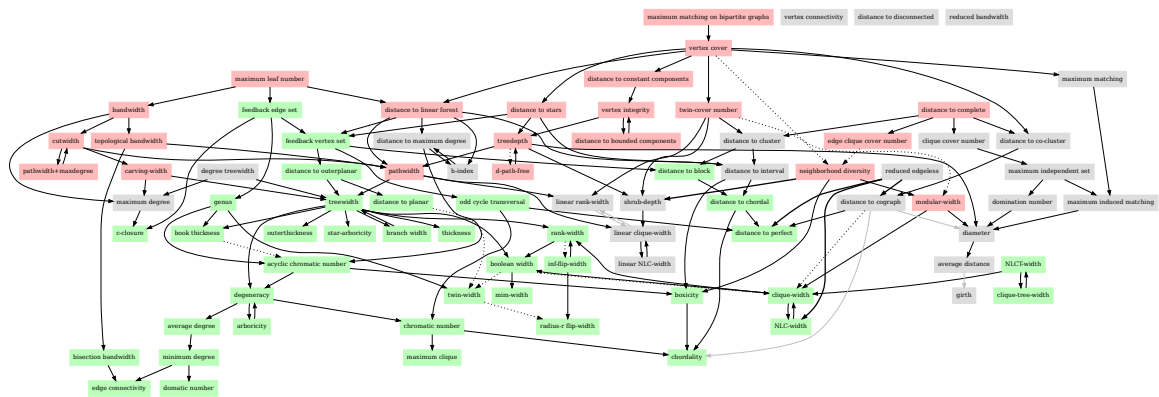 maximum matching on bipartite graphs
vertex connectivity
distance to disconnected
reduced bandwidth
vertex cover
maximum leaf number
distance to constant components
maximum matching
bandwidth
feedback edge set
distance to linear forest
distance to stars
vertex integrity
twin-cover number
distance to complete
cutwidth
topological bandwidth
feedback vertex set
distance to maximum degree
treedepth
distance to bounded components
distance to cluster
edge clique cover number
clique cover number
distance to co-cluster
pathwidth+maxdegree
carving-width
degree treewidth
distance to outerplanar
pathwidth
h-index
d-path-free
distance to block
distance to interval
neighborhood diversity
reduced edgeless
maximum independent set
maximum degree
genus
treewidth
distance to planar
odd cycle transversal
linear rank-width
shrub-depth
distance to chordal
distance to cograph
modular-width
domination number
maximum induced matching
c-closure
book thickness
outerthickness
star-arboricity
branch width
thickness
rank-width
linear clique-width
distance to perfect
diameter
acyclic chromatic number
boolean width
inf-flip-width
linear NLC-width
average distance
NLCT-width
degeneracy
twin-width
mim-width
boxicity
clique-width
girth
clique-tree-width
average degree
arboricity
chromatic number
radius-r flip-width
NLC-width
bisection bandwidth
minimum degree
maximum clique
chordality
edge connectivity
domatic number